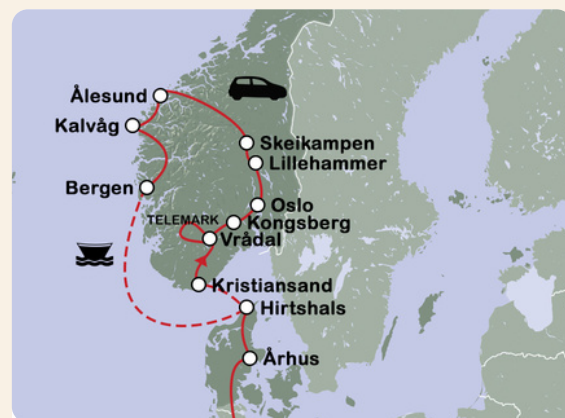 Ålesund
Kalvåg
Skeikampen
Lillehammer
Bergen
Oslo
TELEMARK
Kongsberg
Vrådal
Kristiansand
Hirtshals
Århus